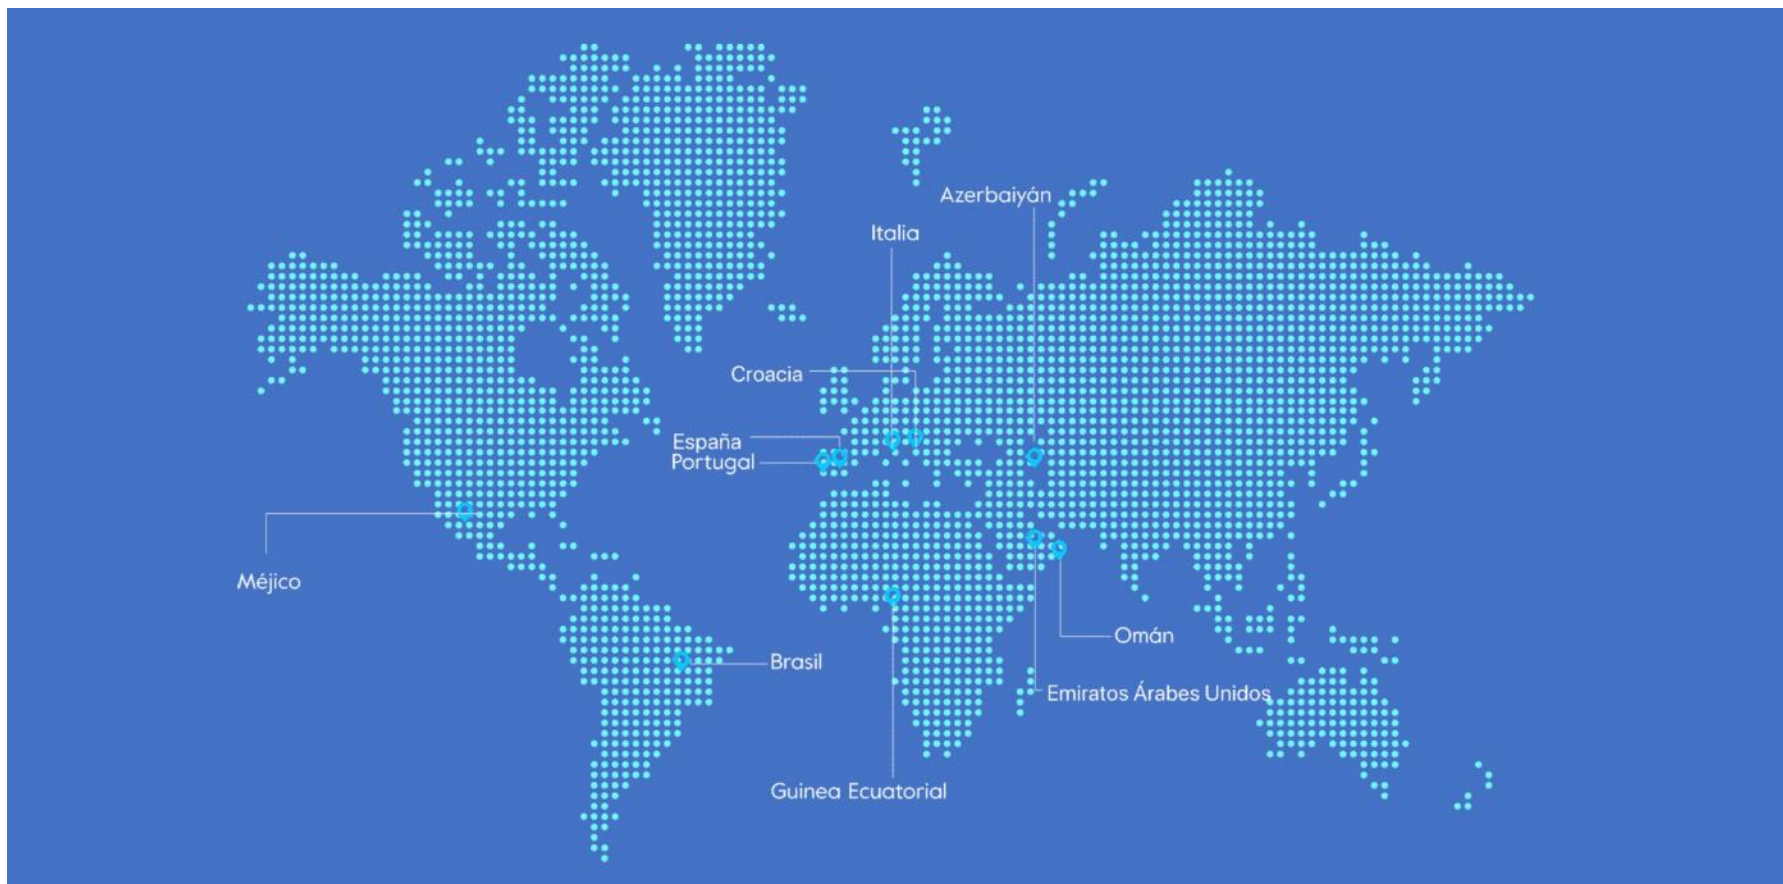 Azerbaiyán
Italia
Croacia
España
Portugal
Méjico
Omán
Brasil
Emiratos Árabes Unidos
Guinea Ecuatorial